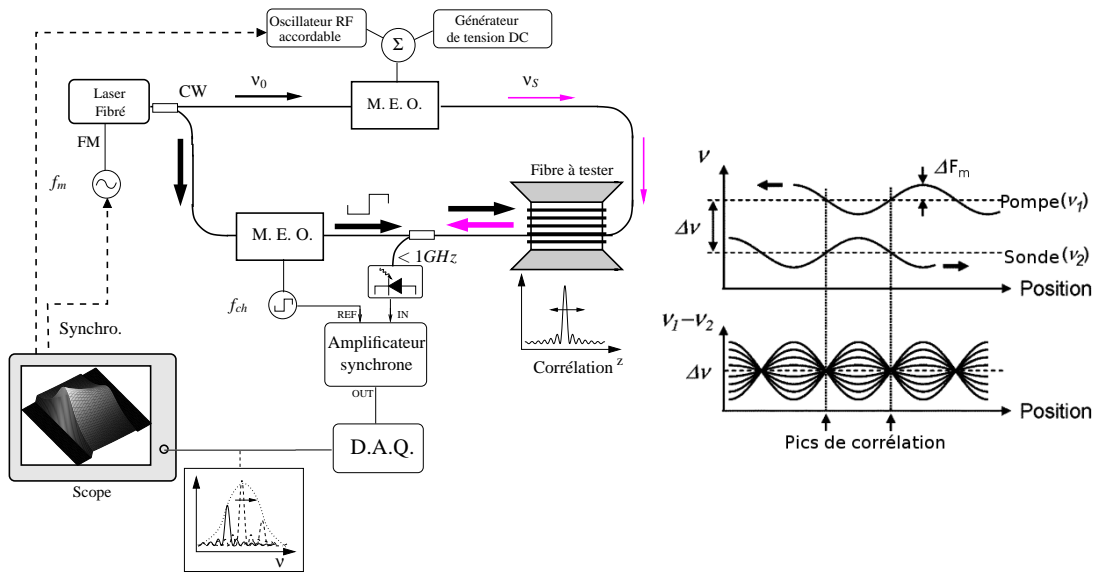 Oscillateur RF
accordable
Σ
Générateur
de tension DC
Laser
Fibré
CW
ν0
M. E. O.
νS
FM
fm
Fibre à tester
M. E. O.
< 1GHz
fch
REF
IN
Synchro.
Amplificateur
synchrone
OUT
Corrélation
z
D.A.Q.
Scope
ν
ν
ΔFm
Pompe(ν1)
Δν
Sonde(ν2)
Position
ν1−ν2
Δν
Position
Pics de corrélation